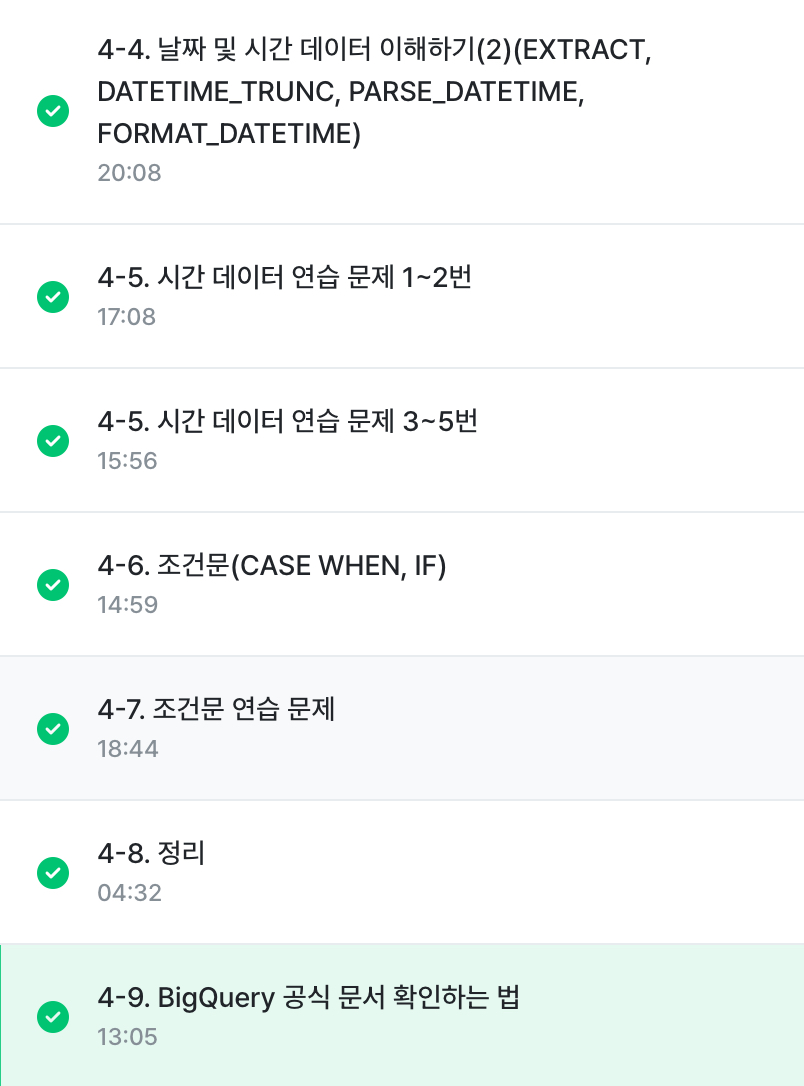 4-4. 날짜 및 시간 데이터 이해하기(2)(EXTRACT,
DATETIME_TRUNC, PARSE_DATETIME,
FORMAT_DATETIME)
20:08
4-5. 시간 데이터 연습 문제 1~2번
17:08
4-5. 시간 데이터 연습 문제 3~5번
15:56
4-6. 조건문(CASE WHEN, IF)
14:59
4-7. 조건문 연습 문제
18:44
4-8. 정리
04:32
4-9. BigQuery 공식 문서 확인하는 법
13:05